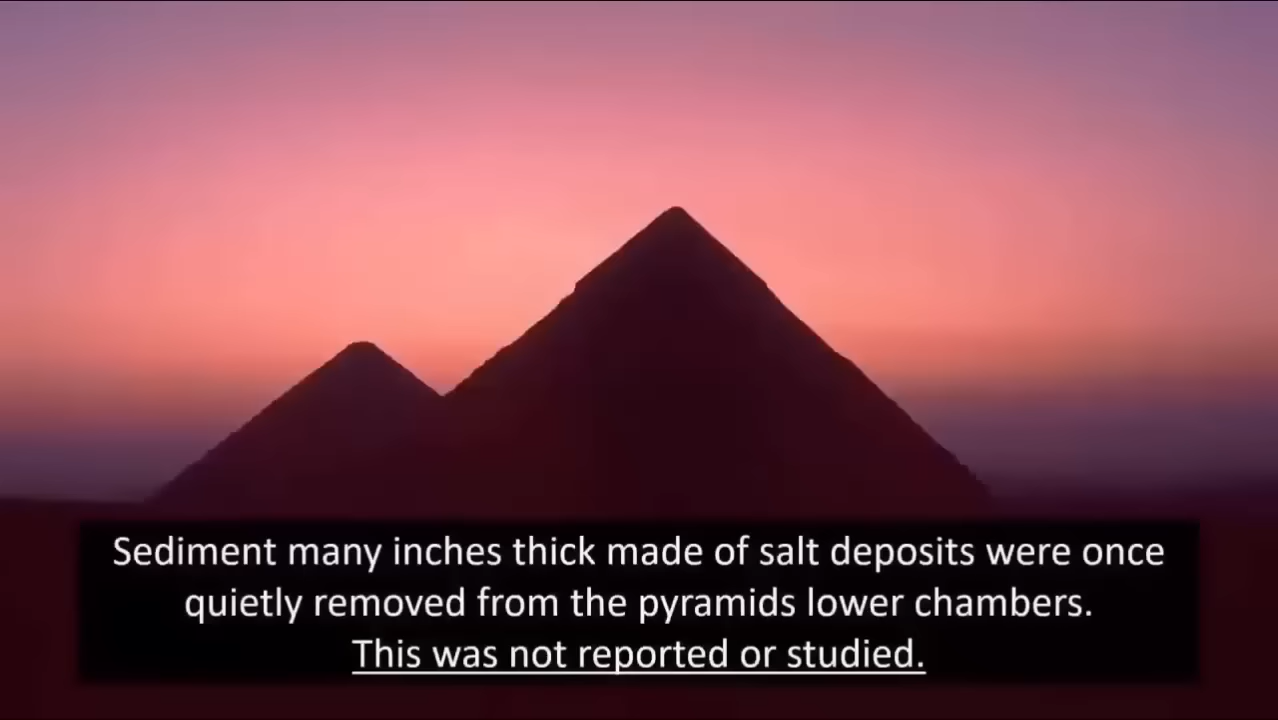 Sediment many inches thick made of salt deposits were once
quietly removed from the pyramids lower chambers.
This was not reported or studied.